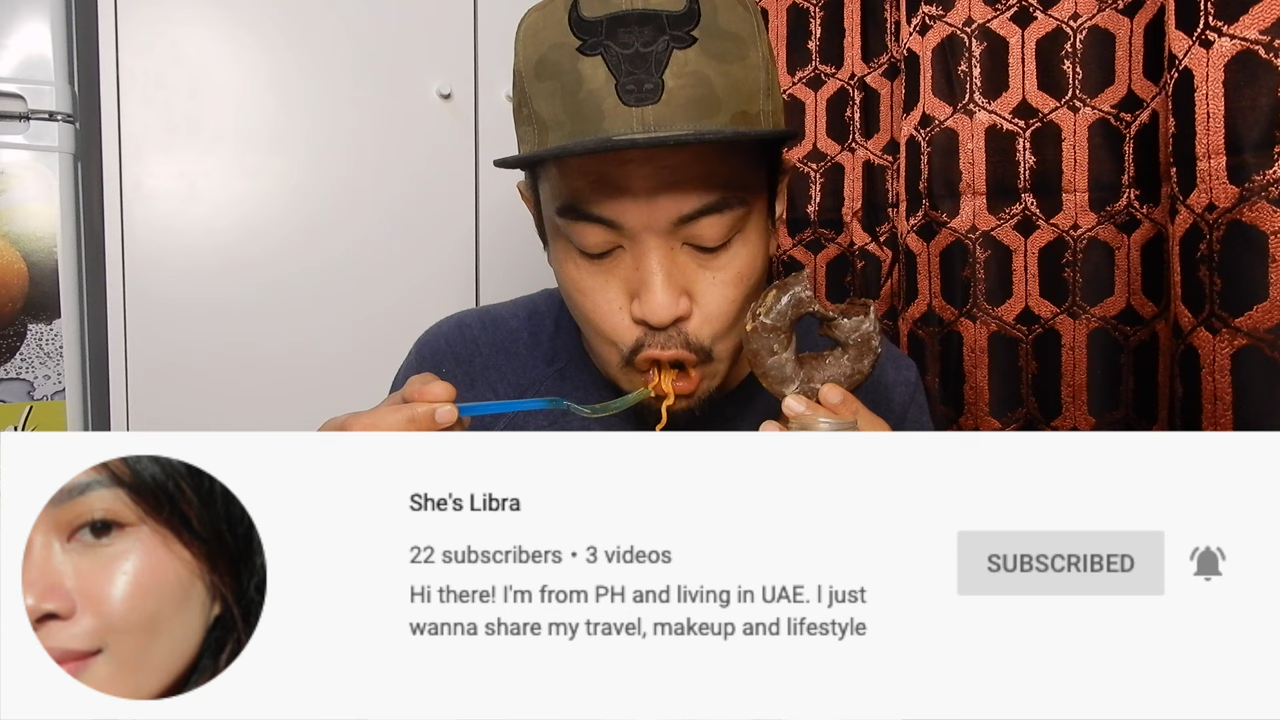 She's Libra
22 subscribers • 3 videos
SUBSCRIBED
Hi there! I'm from PH and living in UAE. I just
wanna share my travel, makeup and lifestyle